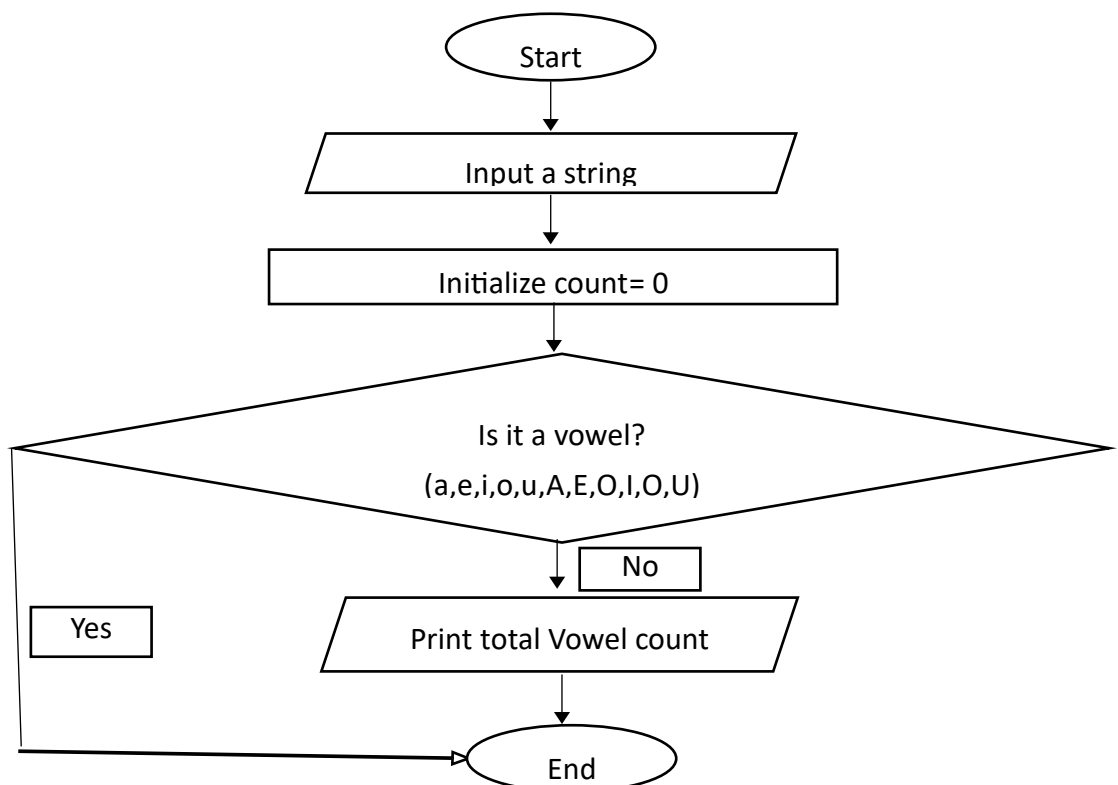 Start
Input a string
Initialize count= 0
Is it a vowel?
(a,e,i,o,u,A,E,O,I,O,U)
No
Yes
Print total Vowel count
End